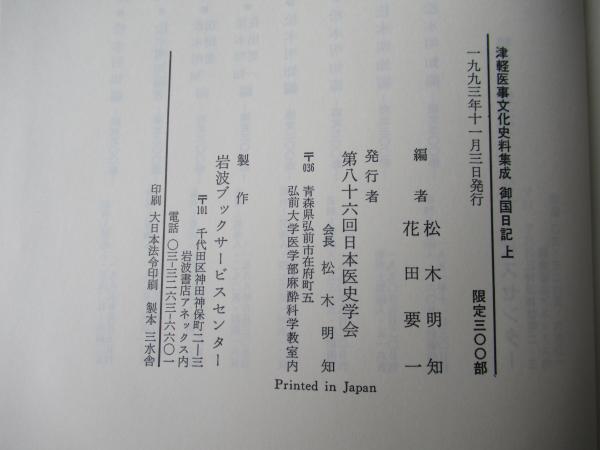 津軽医事文化史料集成 御国日記 上
一九九三年十一月三日発行
限定三〇〇部
編者 松木明知
花田要一
発行者
第八十六回日本医史学会
会長 松木明知
〒036 青森県弘前市在府町五
弘前大学医学部麻酔科学教室内
製作
岩波ブックサービスセンター
〒101 千代田区神田神保町二ー三
岩波書店アネックス内
電話 〇三ー三二六三ー六六〇一
印刷 大日本法令印刷 製本 三水舎
Printed in Japan